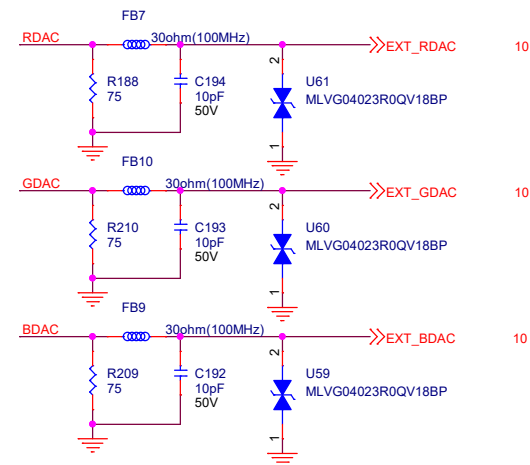 FB7
RDAC
30ohm(100MHz)
EXT_RDAC
10
R188
75
C194
10pF
50V
2
U61
MLVG04023R0QV18BP
1
FB10
GDAC
30ohm(100MHz)
EXT_GDAC
10
R210
75
C193
10pF
50V
2
U60
MLVG04023R0QV18BP
1
FB9
BDAC
30ohm(100MHz)
EXT_BDAC
10
R209
75
C192
10pF
50V
2
U59
MLVG04023R0QV18BP
1